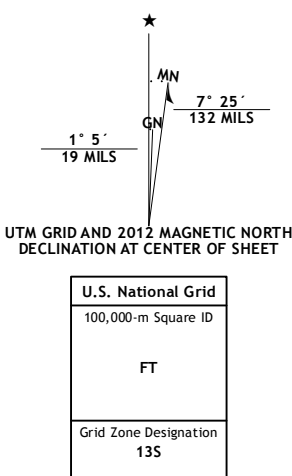 ★
MN
7° 25´
132 MILS
GN
1° 5´
19 MILS
UTM GRID AND 2012 MAGNETIC NORTH
DECLINATION AT CENTER OF SHEET
U.S. National Grid
100,000-m Square ID
FT
Grid Zone Designation
13S